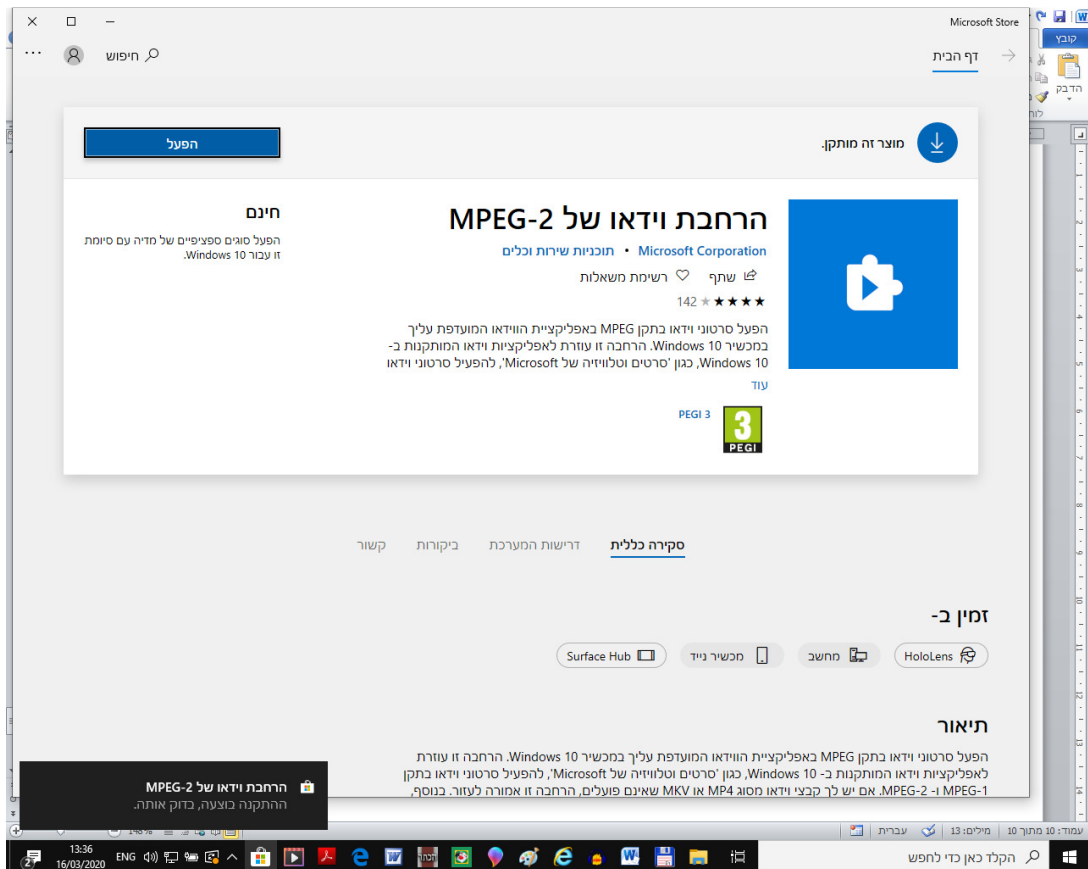 Microsoft Store
דף הבית
חיפוש
קובץ
הדבק
מוצר זה מותקן.
הפעל
הרחבת וידאו של MPEG-2
Microsoft Corporation • תוכניות שירות וכלים
שתף רשימת משאלות
142
הפעל סרטוני וידאו בתקן MPEG באפליקציית הווידאו המועדפת עליך
במכשיר Windows 10. הרחבה זו עוזרת לאפליקציות וידאו המותקנות ב-
Windows 10, כגון 'סרטים וטלוויזיה של Microsoft', להפעיל סרטוני וידאו
עוד
PEGI 3
3
PEGI
חינם
הפעל סוגים ספציפיים של מדיה עם סיומת
זו עבור Windows 10.
סקירה כללית דרישות המערכת ביקורות קשור
זמין ב-
HoloLens מחשב מכשיר נייד Surface Hub
תיאור
הפעל סרטוני וידאו בתקן MPEG באפליקציית הווידאו המועדפת עליך במכשיר Windows 10. הרחבה זו עוזרת
לאפליקציות וידאו המותקנות ב- Windows 10, כגון 'סרטים וטלוויזיה של Microsoft', להפעיל סרטוני וידאו בתקן
MPEG-1 ו- MPEG-2. אם יש לך קבצי וידאו מסוג MP4 או MKV שאינם פועלים, הרחבה זו אמורה לעזור. בנוסף,
הרחבת וידאו של MPEG-2
ההתקנה בוצעה, בדוק אותה.
עמוד: 10 מתוך 10 מילים: 13 עברית
הקלד כאן כדי לחפש
ENG
13:36
16/03/2020
2